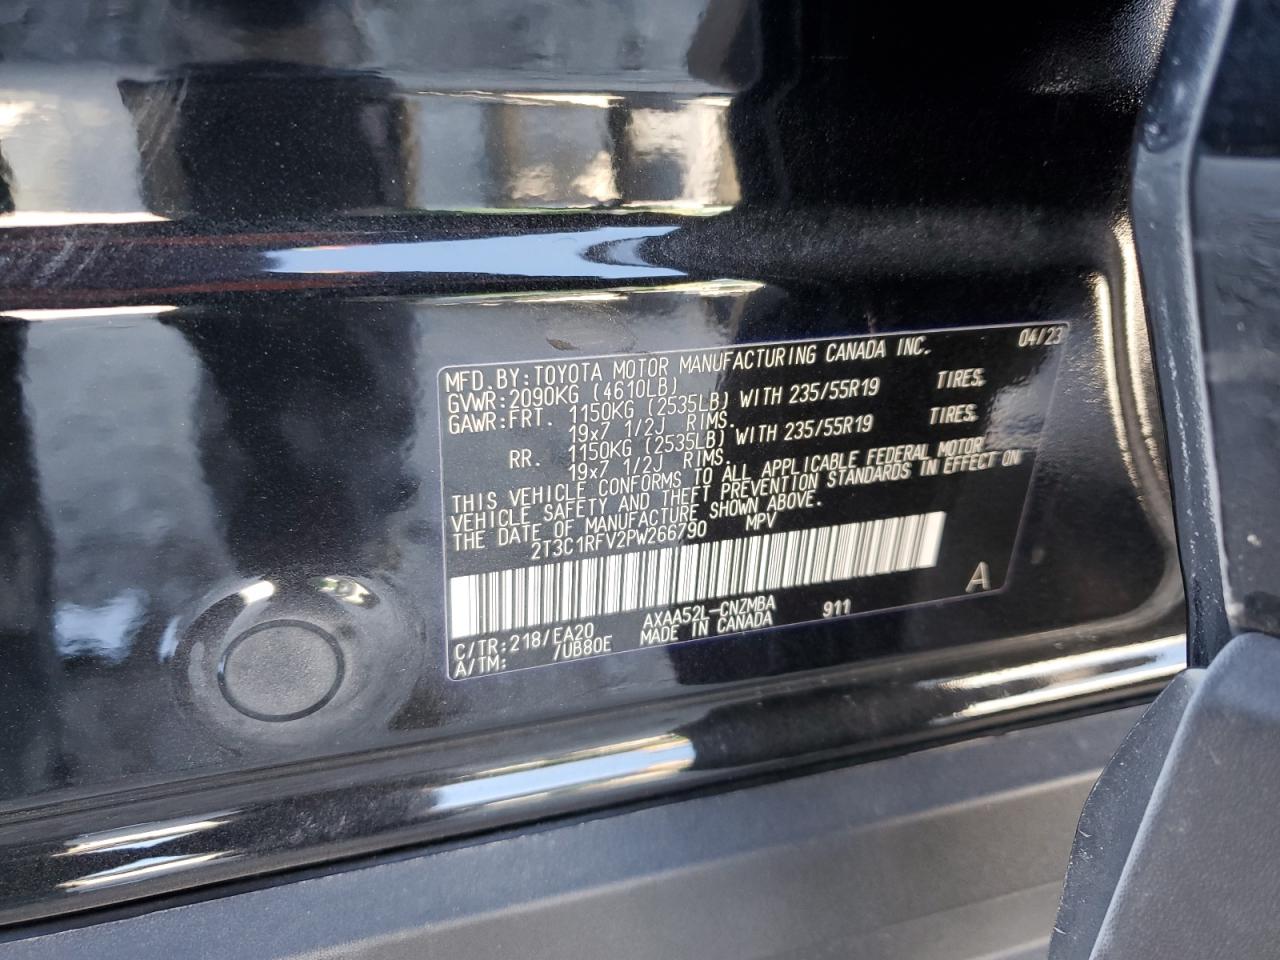 MFD.BY:TOYOTA MOTOR MANUFACTURING CANADA INC. 04/23
GVWR:2090KG (4610LB)
GAWR:FRT. 1150KG (2535LB) WITH 235/55R19 TIRES,
19x7 1/2J RIMS.
RR. 1150KG (2535LB) WITH 235/55R19 TIRES,
19x7 1/2J RIMS.
THIS VEHICLE CONFORMS TO ALL APPLICABLE FEDERAL MOTOR
VEHICLE SAFETY AND THEFT PREVENTION STANDARDS IN EFFECT ON
THE DATE OF MANUFACTURE SHOWN ABOVE.
2T3C1RFV2PW266790 MPV
A
C/TR:218/EA20 AXAA52L-CNZMBA 911
A/TM: 7UB80E MADE IN CANADA